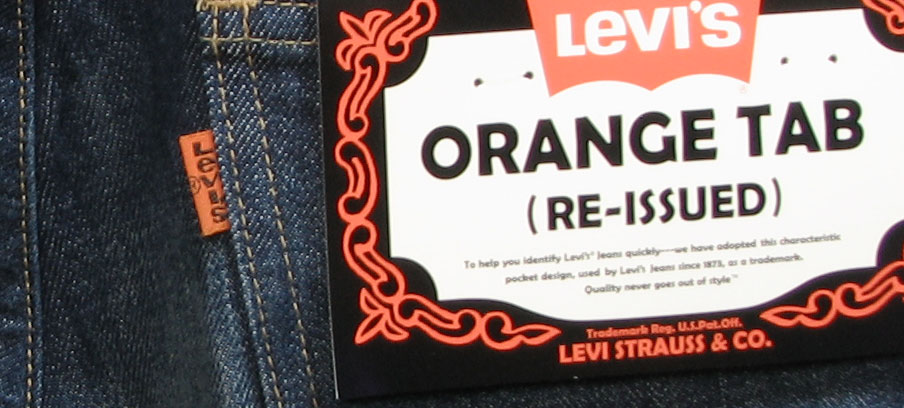 Levi's
ORANGE TAB
(RE-ISSUED)
To help you identify Levi's® Jeans quickly---we have adopted this characteristic
pocket design, used by Levi's Jeans since 1873, as a trademark.
Quality never goes out of style™
Trademark Reg. U.S.Pat.Off.
LEVI STRAUSS & CO.
LeVi's
®